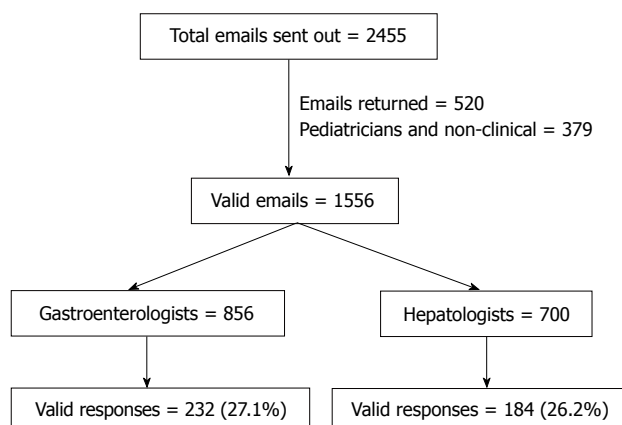 Total emails sent out = 2455
Emails returned = 520
Pediatricians and non-clinical = 379
Valid emails = 1556
Gastroenterologists = 856
Hepatologists = 700
Valid responses = 232 (27.1%)
Valid responses = 184 (26.2%)